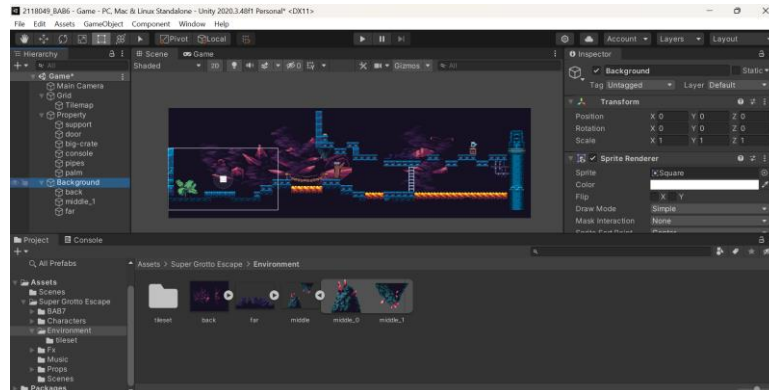 2118049_BAB6 - Game - PC, Mac & Linux Standalone - Unity 2020.3.48f1 Personal* <DX11>
File Edit Assets GameObject Component Window Help
Pivot Local Account Layers Layout
Hierarchy
All
Game*
Main Camera
Grid
Tilemap
Property
support
door
big-crate
console
pipes
palm
Background
back
middle_1
far
Scene Game
Shaded 2D Gizmos All
Inspector
Background Static
Tag Untagged Layer Default
Transform
Position X 0 Y 0 Z 0
Rotation X 0 Y 0 Z 0
Scale X 1 Y 1 Z 1
Sprite Renderer
Sprite Square
Color
Flip X Y
Draw Mode Simple
Mask Interaction None
Sprite Sort Point Center
Project Console
All Prefabs
Assets
Scenes
Super Grotto Escape
BAB7
Characters
Environment
tileset
Fx
Music
Props
Scenes
Packages
Assets > Super Grotto Escape > Environment
tileset back far middle middle_0 middle_1